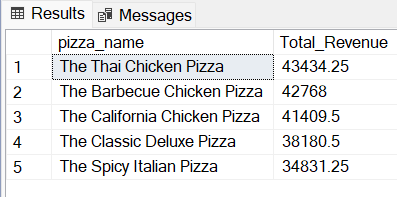 Results Messages
pizza_name Total_Revenue
1 The Thai Chicken Pizza 43434.25
2 The Barbecue Chicken Pizza 42768
3 The California Chicken Pizza 41409.5
4 The Classic Deluxe Pizza 38180.5
5 The Spicy Italian Pizza 34831.25